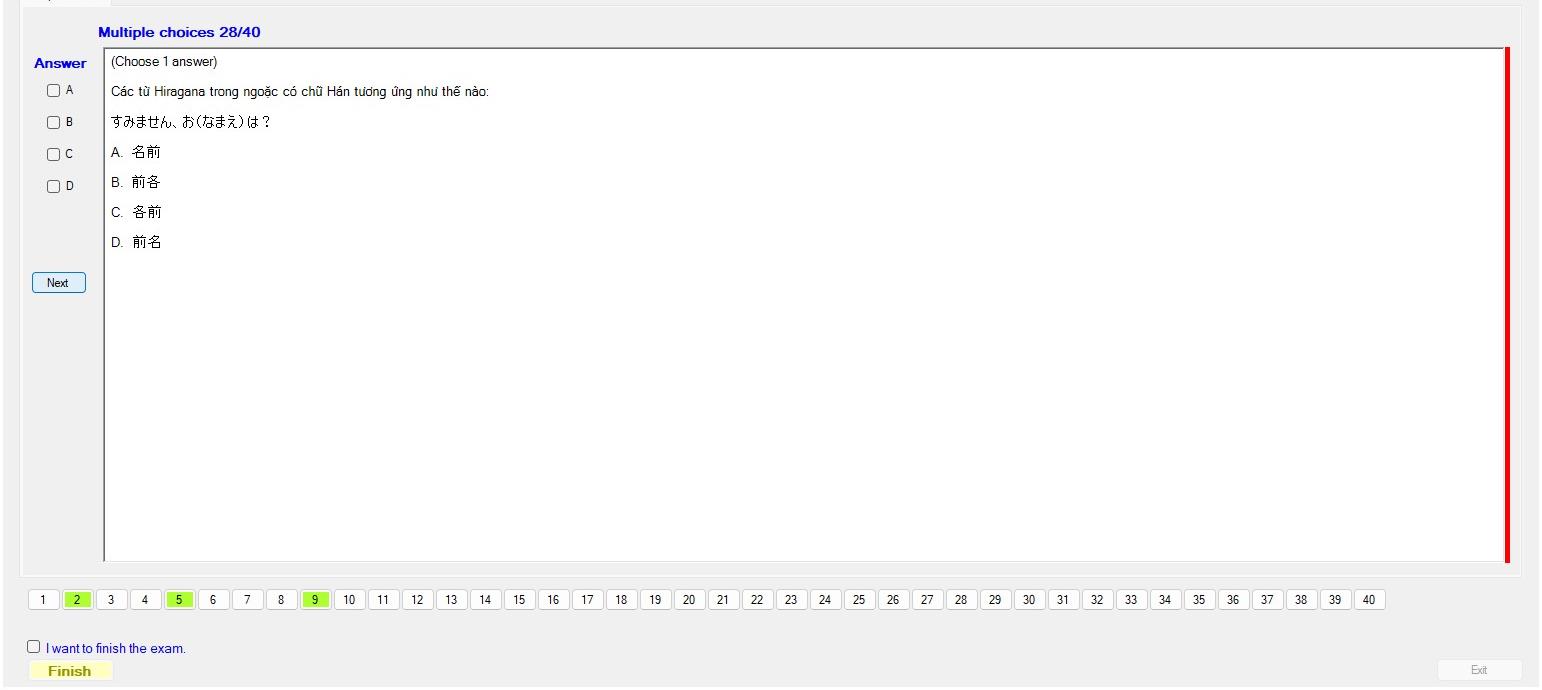 Multiple choices 28/40
Answer
(Choose 1 answer)
A
Các từ Hiragana trong ngoặc có chữ Hán tương ứng như thế nào:
B
すみません、お(なまえ)は？
C
A. 名前
D
B. 前各
C. 各前
D. 前名
Next
1 2 3 4 5 6 7 8 9 10 11 12 13 14 15 16 17 18 19 20 21 22 23 24 25 26 27 28 29 30 31 32 33 34 35 36 37 38 39 40
I want to finish the exam.
Finish
Exit